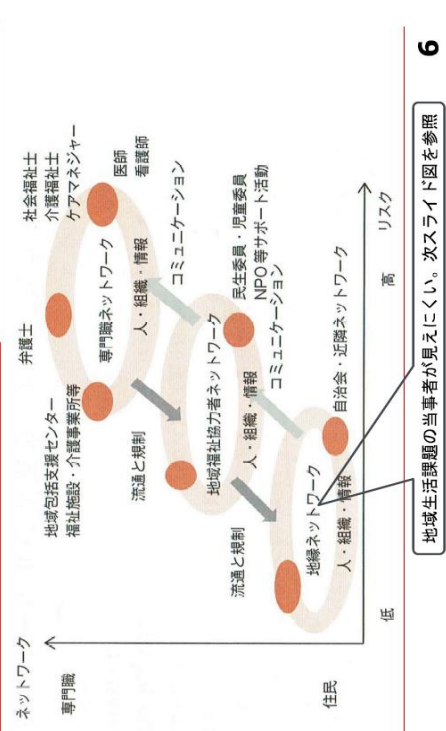 ネットワーク
専門職
住民
弁護士
社会福祉士
介護福祉士
ケアマネジャー
地域包括支援センター
福祉施設・介護事業所等
専門職ネットワーク
人・組織・情報
医師
看護師
コミュニケーション
流通と規制
地域福祉協力者ネットワーク
人・組織・情報
民生委員・児童委員
NPO等サポート活動
コミュニケーション
流通と規制
地縁ネットワーク
人・組織・情報
自治会・近隣ネットワーク
低
高
リスク
地域生活課題の当事者が見えにくい。次スライド図を参照
6